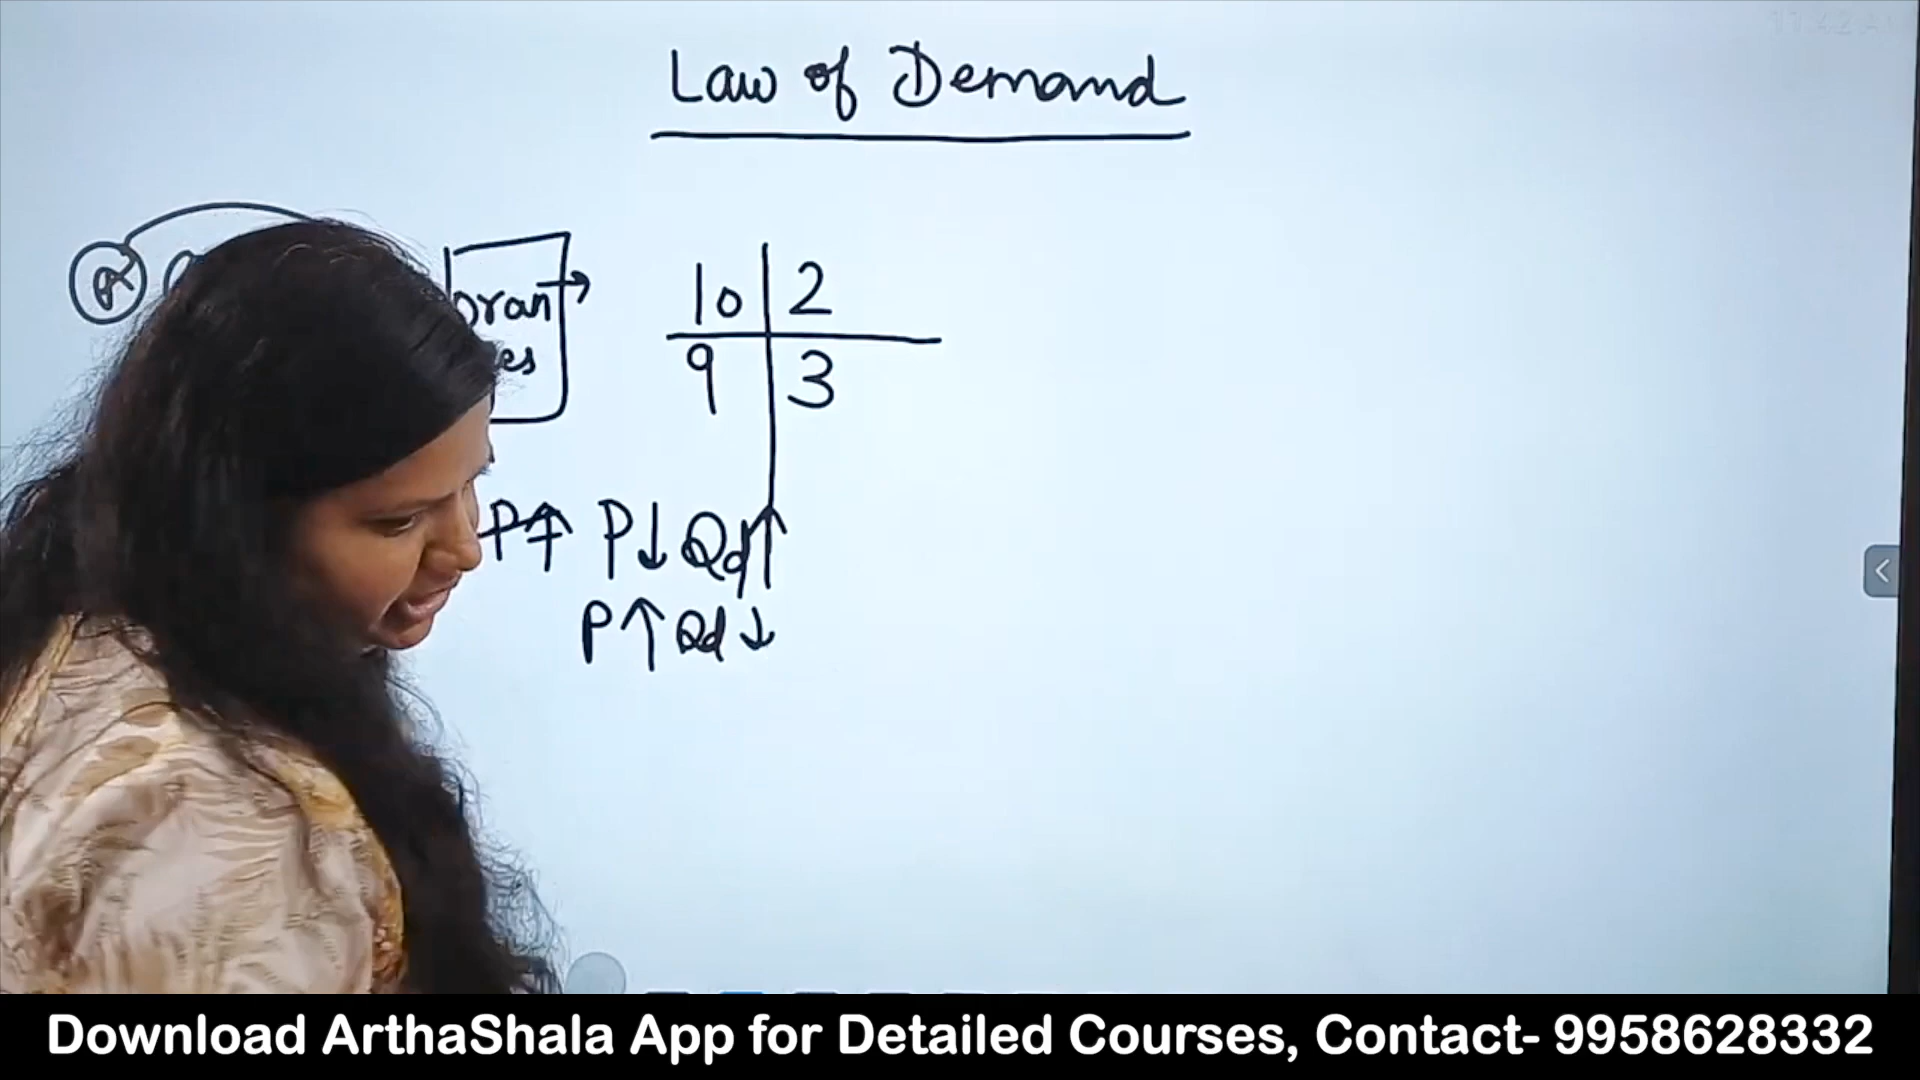 Law of Demand
10 2
9 3
P↑ P↓ Qd↑
P↑ Qd↓
Download ArthaShala App for Detailed Courses, Contact- 9958628332